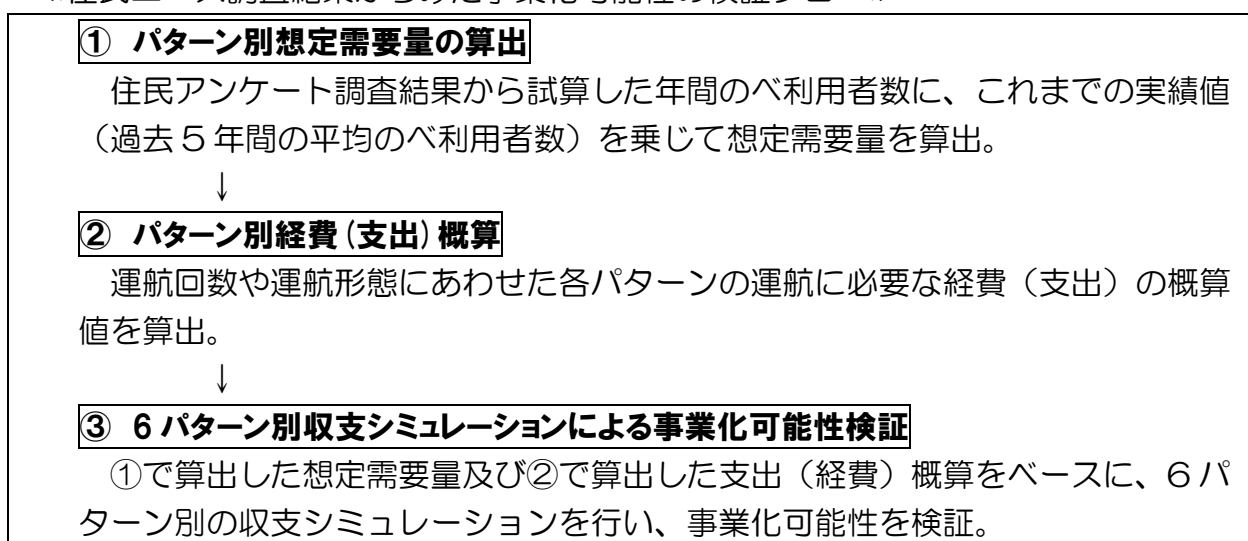 ① パターン別想定需要量の算出
住民アンケート調査結果から試算した年間のべ利用者数に、これまでの実績値
（過去５年間の平均のべ利用者数）を乗じて想定需要量を算出。
↓
② パターン別経費(支出)概算
運航回数や運航形態にあわせた各パターンの運航に必要な経費（支出）の概算
値を算出。
↓
③ 6 パターン別収支シミュレーションによる事業化可能性検証
①で算出した想定需要量及び②で算出した支出（経費）概算をベースに、６パ
ターン別の収支シミュレーションを行い、事業化可能性を検証。